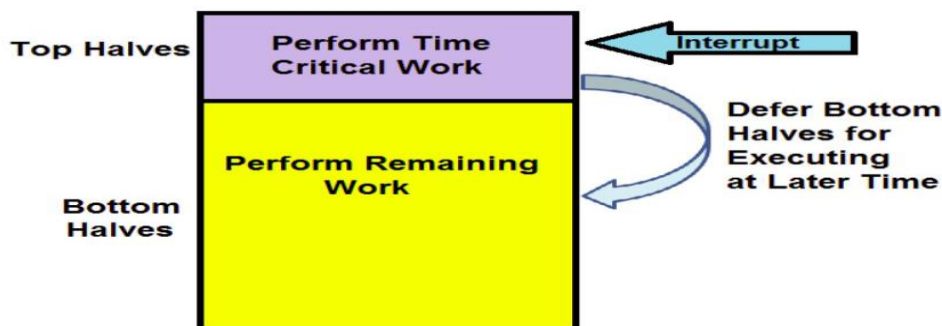 Top Halves
Perform Time
Critical Work
Interrupt
Defer Bottom
Halves for
Executing
at Later Time
Perform Remaining
Work
Bottom
Halves